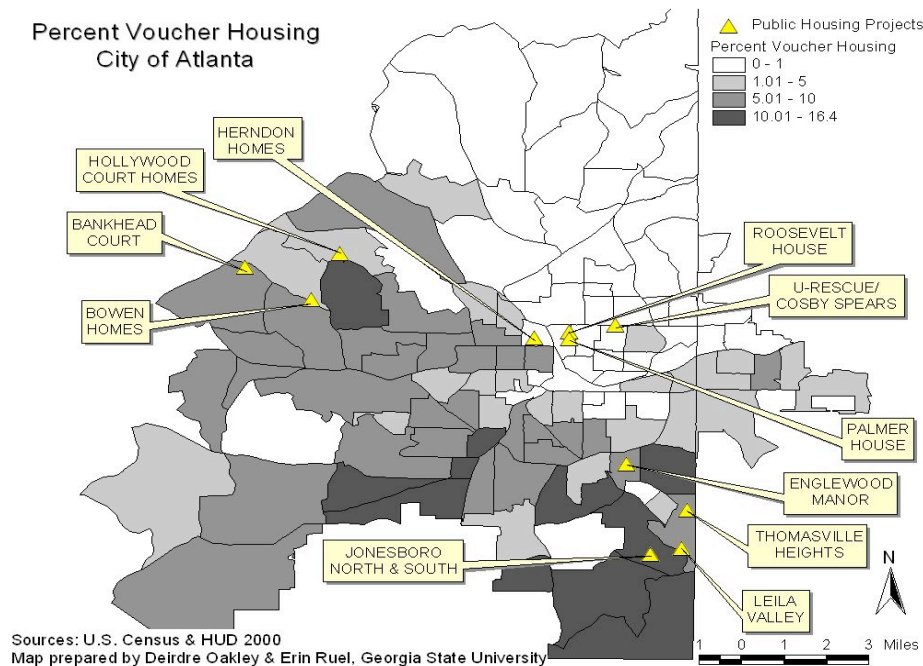 Percent Voucher Housing
City of Atlanta
Public Housing Projects
Percent Voucher Housing
0 - 1
1.01 - 5
5.01 - 10
10.01 - 16.4
HERNDON
HOMES
HOLLYWOOD
COURT HOMES
BANKHEAD
COURT
BOWEN
HOMES
ROOSEVELT
HOUSE
U-RESCUE/
COSBY SPEARS
PALMER
HOUSE
ENGLEWOOD
MANOR
THOMASVILLE
HEIGHTS
JONESBORO
NORTH & SOUTH
LEILA
VALLEY
N
1 0 1 2 3 Miles
Sources: U.S. Census & HUD 2000
Map prepared by Deirdre Oakley & Erin Ruel, Georgia State University